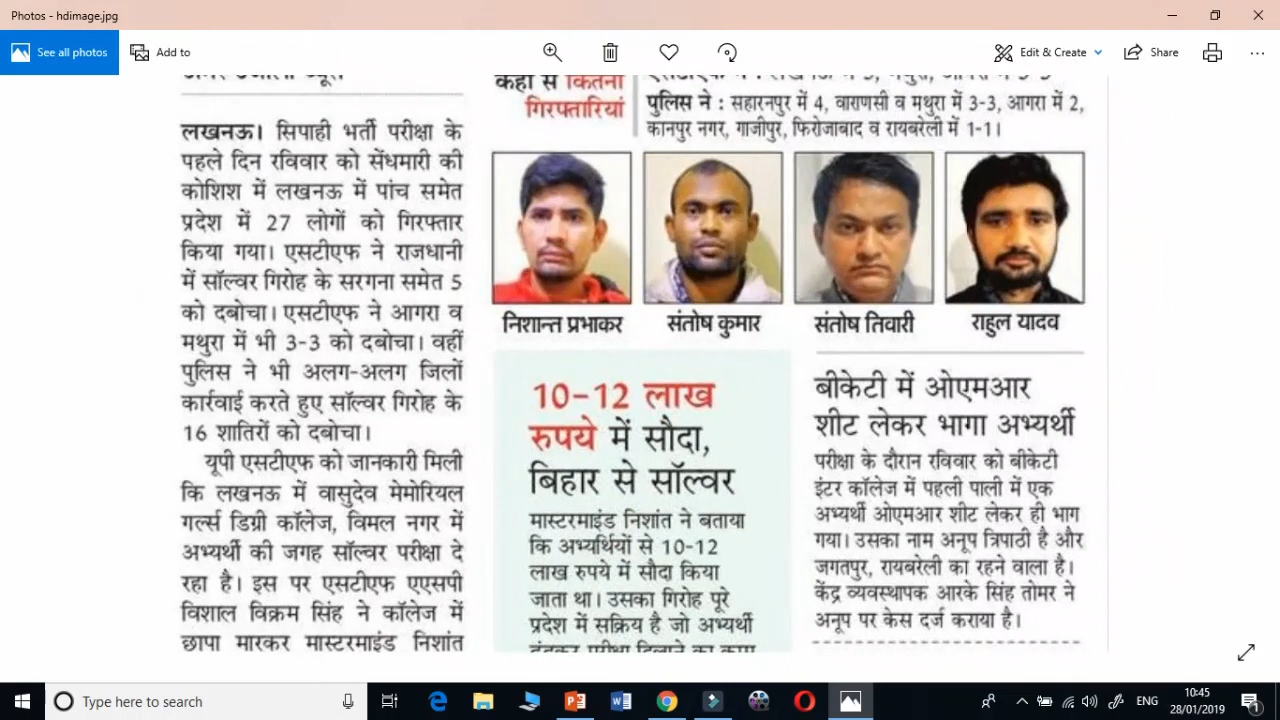 Photos - hdimage.jpg
See all photos
Add to
Edit & Create
Share
लखनऊ। सिपाही भर्ती परीक्षा के
पहले दिन रविवार को सेंधमारी की
कोशिश में लखनऊ में पांच समेत
प्रदेश में 27 लोगों को गिरफ्तार
किया गया। एसटीएफ ने राजधानी
में सॉल्वर गिरोह के सरगना समेत 5
को दबोचा। एसटीएफ ने आगरा व
मथुरा में भी 3-3 को दबोचा। वहीं
पुलिस ने भी अलग-अलग जिलों
कार्रवाई करते हुए सॉल्वर गिरोह के
16 शातिरों को दबोचा।
यूपी एसटीएफ को जानकारी मिली
कि लखनऊ में वासुदेव मेमोरियल
गर्ल्स डिग्री कॉलेज, विमल नगर में
अभ्यर्थी की जगह सॉल्वर परीक्षा दे
रहा है। इस पर एसटीएफ एएसपी
विशाल विक्रम सिंह ने कॉलेज में
छापा मारकर मास्टरमाइंड निशांत
कहां से कितनी
गिरफ्तारियां
पुलिस ने : सहारनपुर में 4, वाराणसी व मथुरा में 3-3, आगरा में 2,
कानपुर नगर, गाजीपुर, फिरोजाबाद व रायबरेली में 1-1।
निशान्त प्रभाकर
संतोष कुमार
संतोष तिवारी
राहुल यादव
10-12 लाख
रुपये में सौदा,
बिहार से सॉल्वर
मास्टरमाइंड निशांत ने बताया
कि अभ्यर्थियों से 10-12
लाख रुपये में सौदा किया
जाता था। उसका गिरोह पूरे
प्रदेश में सक्रिय है जो अभ्यर्थी
बीकेटी में ओएमआर
शीट लेकर भागा अभ्यर्थी
परीक्षा के दौरान रविवार को बीकेटी
इंटर कॉलेज में पहली पाली में एक
अभ्यर्थी ओएमआर शीट लेकर ही भाग
गया। उसका नाम अनूप त्रिपाठी है और
जगतपुर, रायबरेली का रहने वाला है।
केंद्र व्यवस्थापक आरके सिंह तोमर ने
अनूप पर केस दर्ज कराया है।
Type here to search
ENG
10:45
28/01/2019